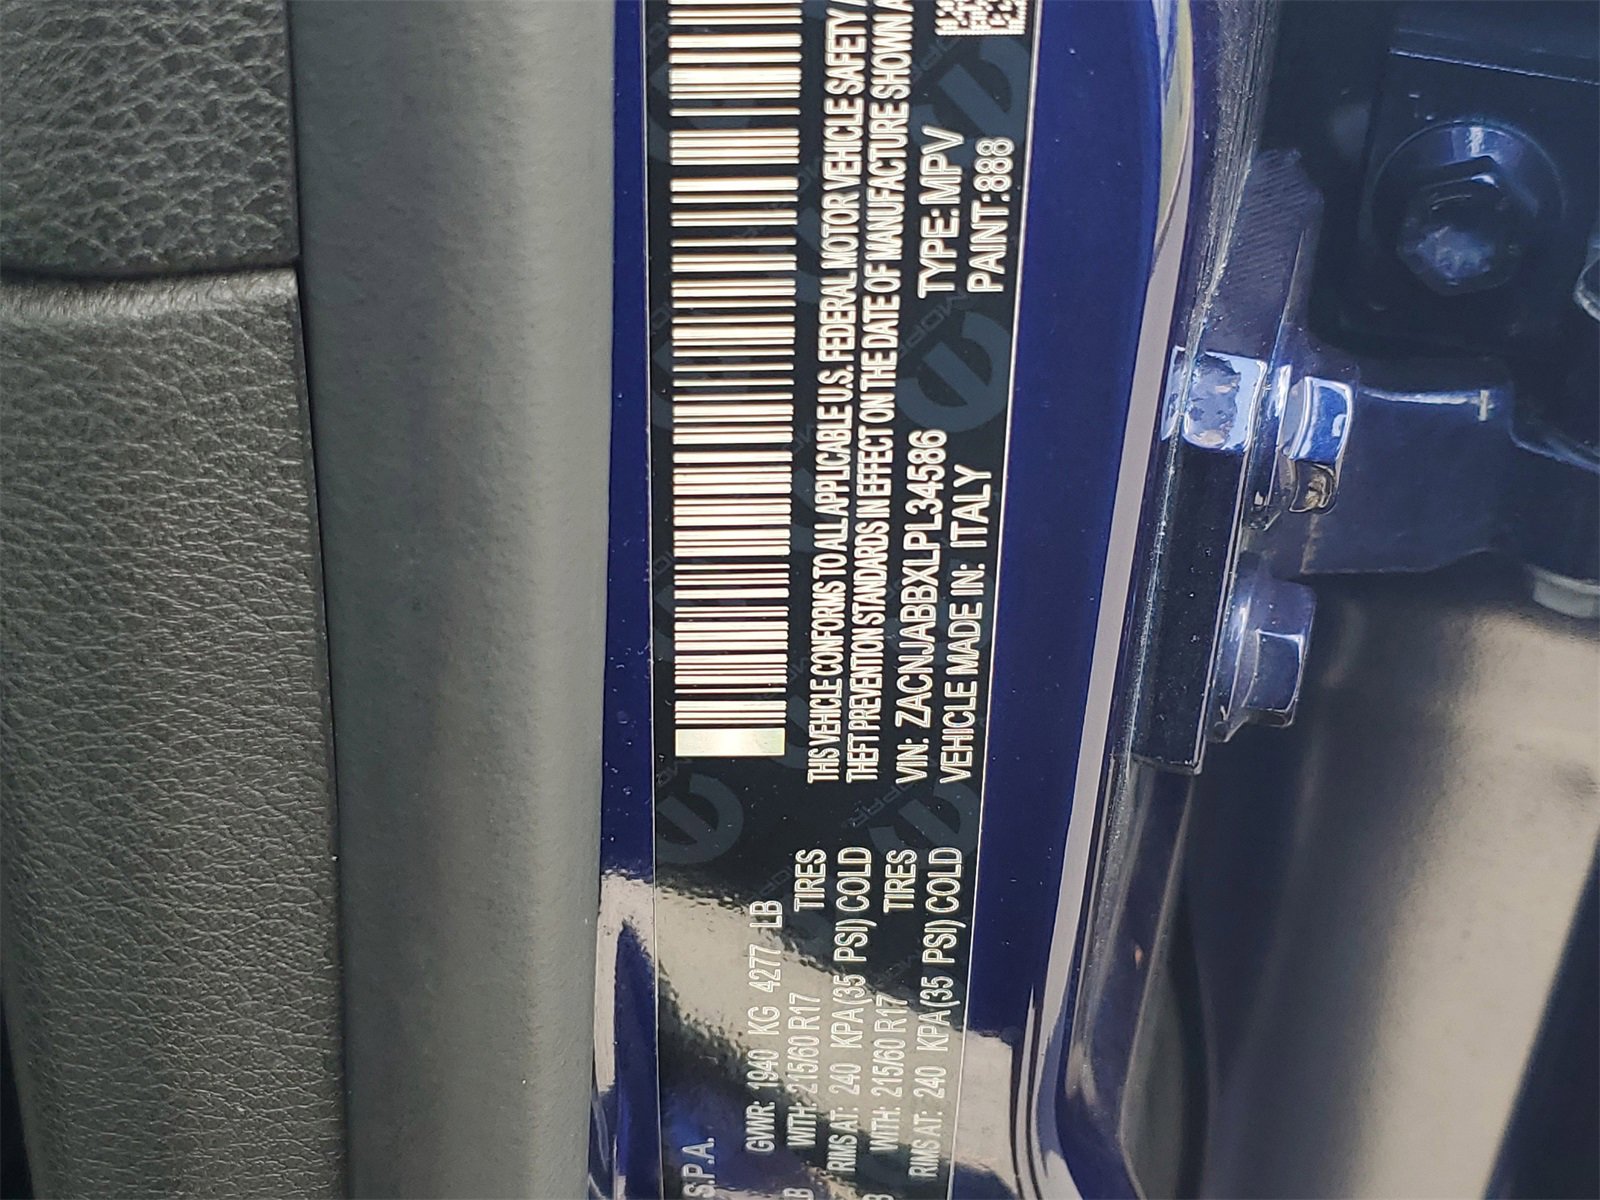 S.P.A.
GVWR: 1940 KG 4277 LB
LB WITH: 215/60 R17 TIRES
RIMS AT: 240 KPA (35 PSI) COLD
WITH: 215/60 R17 TIRES
RIMS AT: 240 KPA (35 PSI) COLD
THIS VEHICLE CONFORMS TO ALL APPLICABLE U.S. FEDERAL MOTOR VEHICLE SAFETY
THEFT PREVENTION STANDARDS IN EFFECT ON THE DATE OF MANUFACTURE SHOWN A
VIN: ZACNJABBXLPL34586 TYPE: MPV
VEHICLE MADE IN: ITALY PAINT: 888
MOPAR